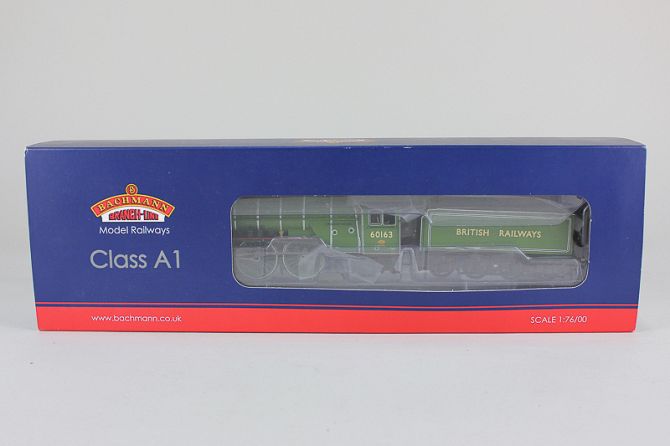 B
BACHMANN
BRANCH-LINE
Model Railways
Class A1
60163
BRITISH RAILWAYS
www.bachmann.co.uk
SCALE 1:76/00